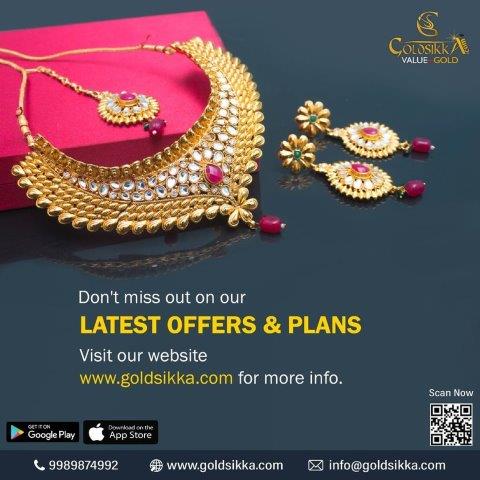 GOLDSIKKA
VALUE GOLD
Don't miss out on our
LATEST OFFERS & PLANS
Visit our website
www.goldsikka.com for more info.
Scan Now
GET IT ON
Google Play
Download on the
App Store
9989874992
www.goldsikka.com
info@goldsikka.com